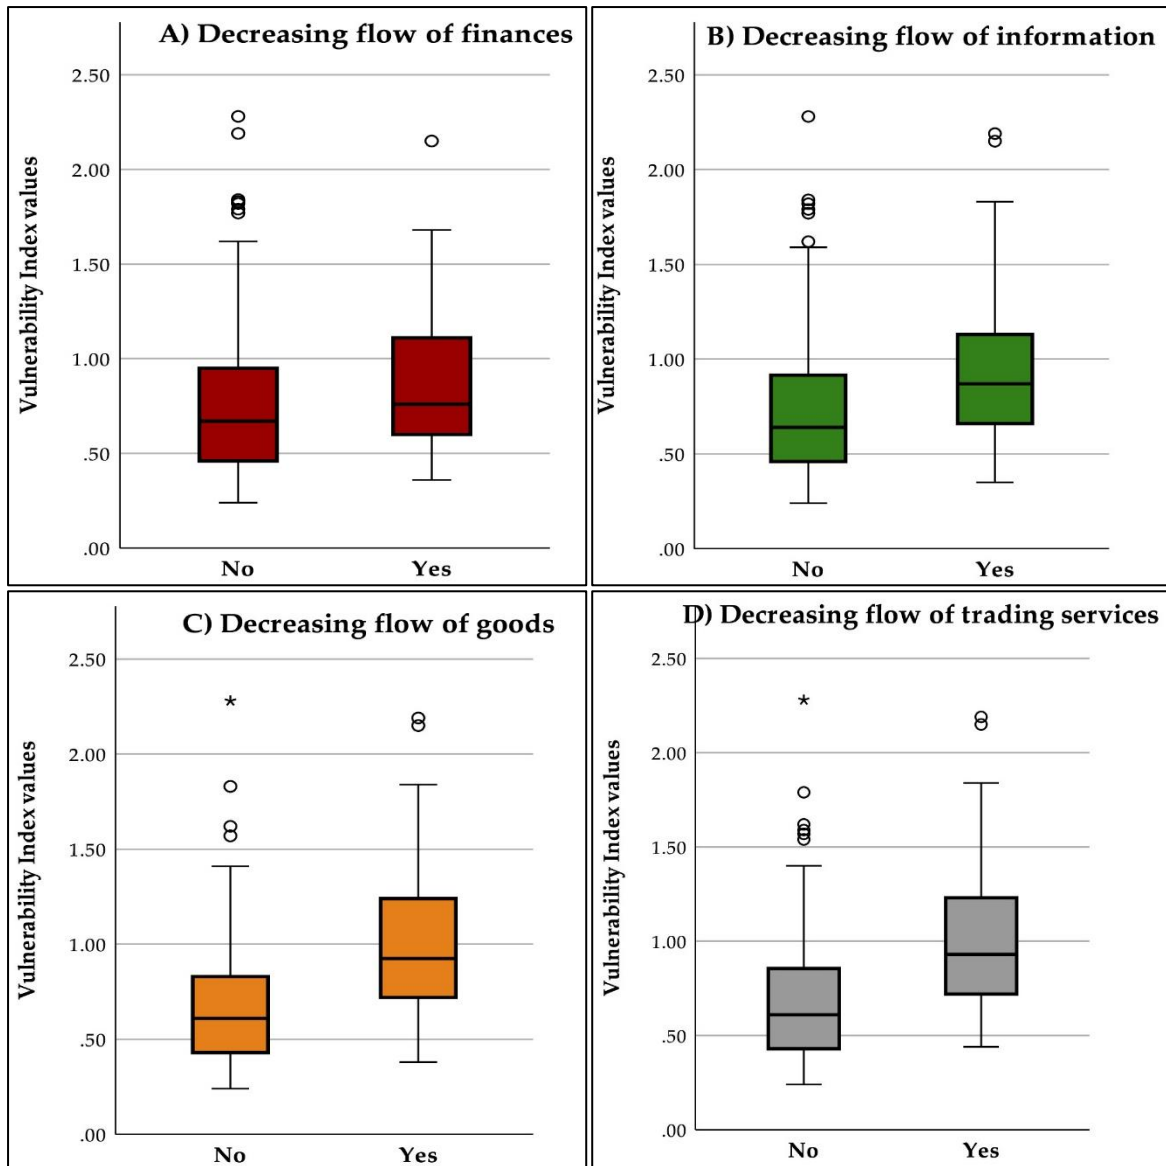 A) Decreasing flow of finances
Vulnerability Index values
2.50
2.00
1.50
1.00
.50
.00
No Yes
B) Decreasing flow of information
Vulnerability Index values
2.50
2.00
1.50
1.00
.50
.00
No Yes
C) Decreasing flow of goods
Vulnerability Index values
2.50
2.00
1.50
1.00
.50
.00
No Yes
D) Decreasing flow of trading services
Vulnerability Index values
2.50
2.00
1.50
1.00
.50
.00
No Yes